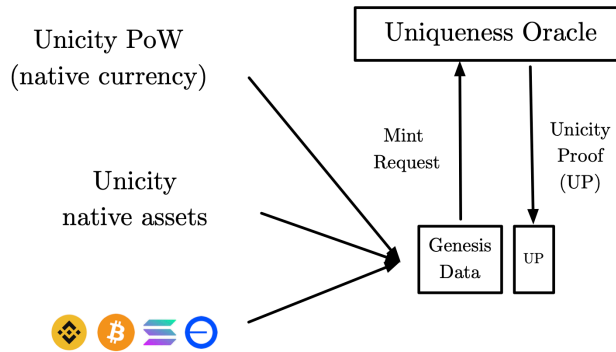 Unicity PoW
(native currency)
Uniqueness Oracle
Mint
Request
Unicity
Proof
(UP)
Unicity
native assets
Genesis
Data
UP